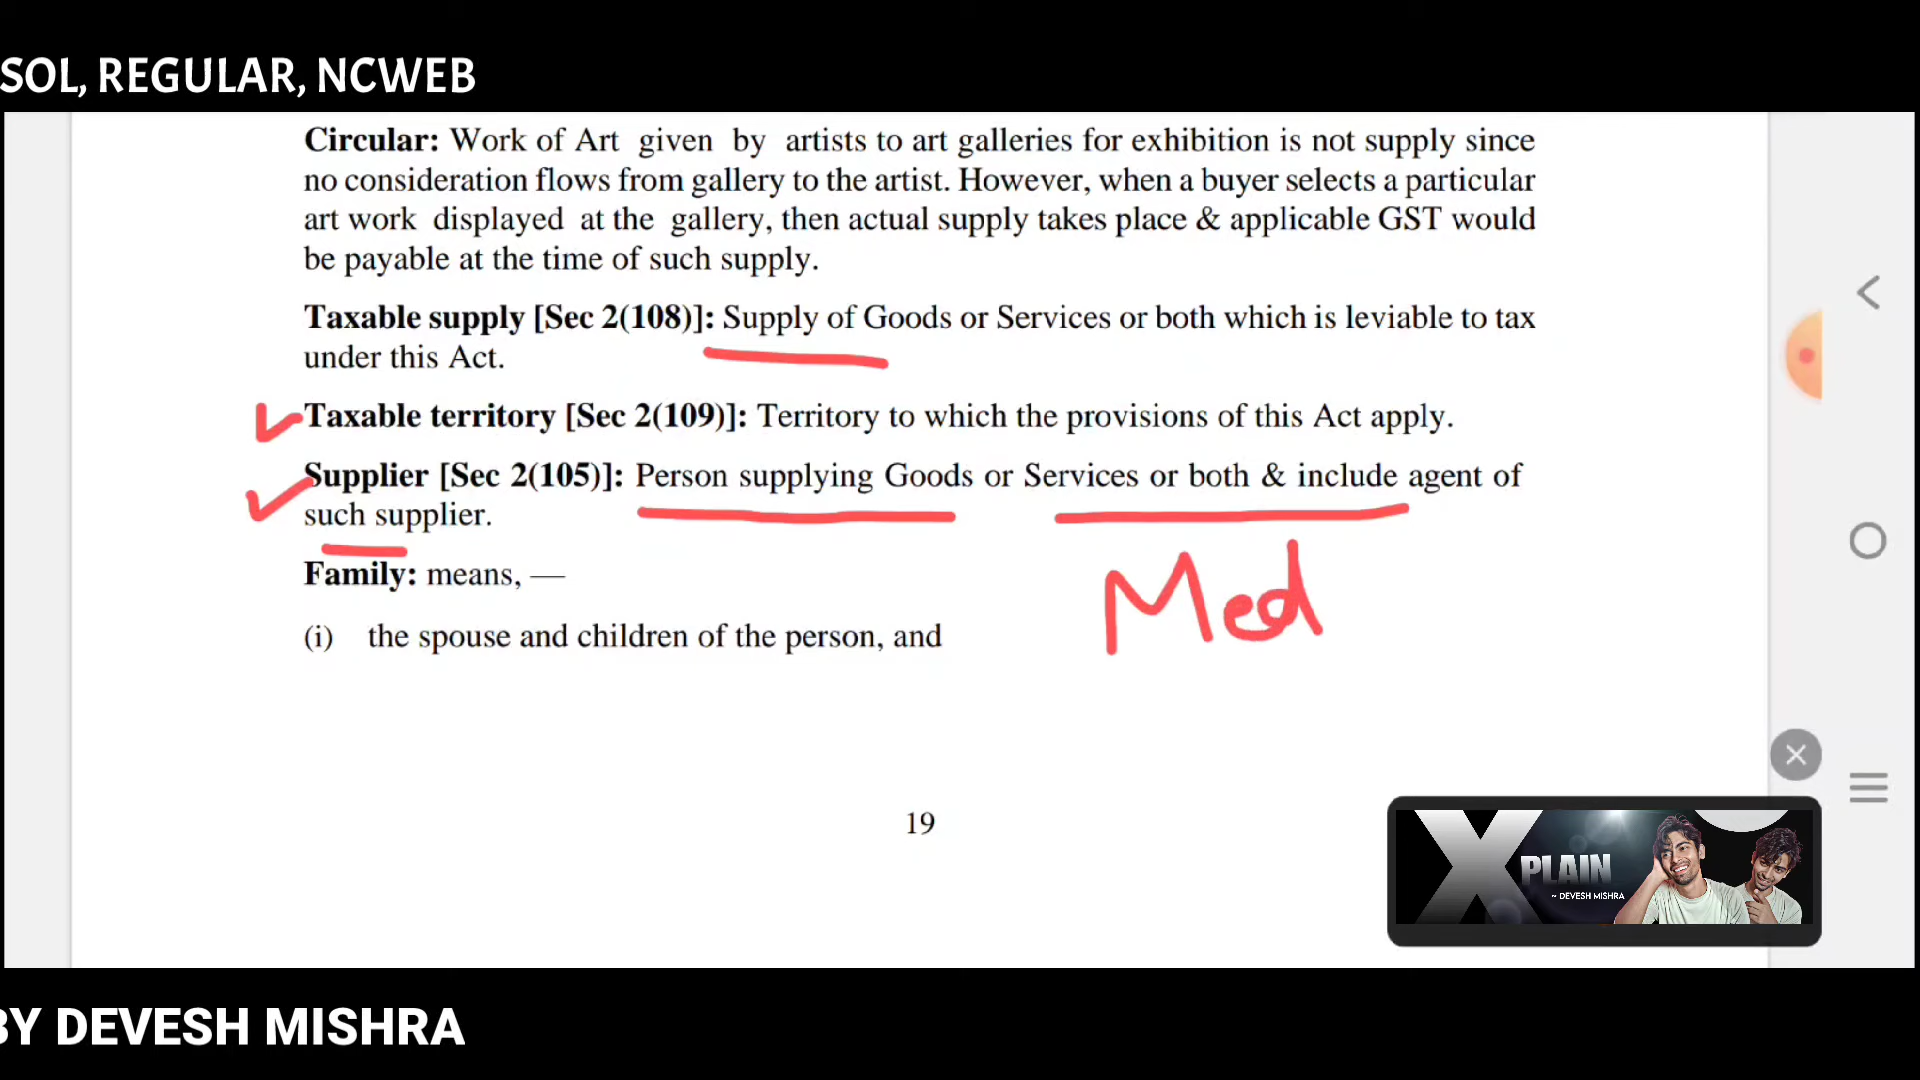 SOL, REGULAR, NCWEB
Circular: Work of Art given by artists to art galleries for exhibition is not supply since
no consideration flows from gallery to the artist. However, when a buyer selects a particular
art work displayed at the gallery, then actual supply takes place & applicable GST would
be payable at the time of such supply.
Taxable supply [Sec 2(108)]: Supply of Goods or Services or both which is leviable to tax
under this Act.
Taxable territory [Sec 2(109)]: Territory to which the provisions of this Act apply.
Supplier [Sec 2(105)]: Person supplying Goods or Services or both & include agent of
such supplier.
Med
Family: means, —
(i) the spouse and children of the person, and
19
XPLAIN
~ DEVESH MISHRA
BY DEVESH MISHRA